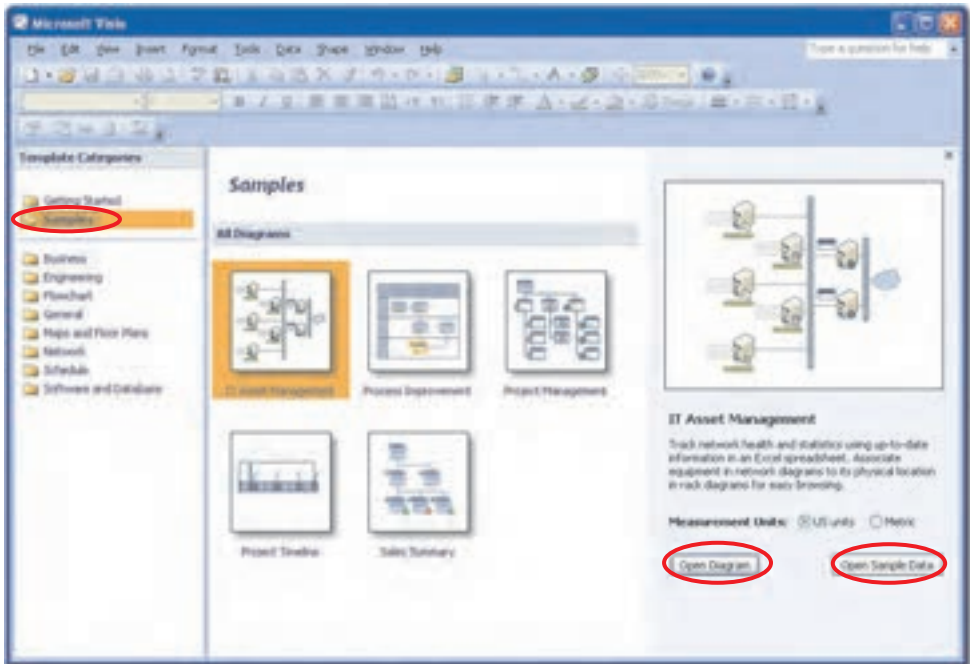 Microsoft Visio
File Edit View Insert Format Tools Data Shape Window Help
Type a question for help
Template Categories
Getting Started
Samples
Business
Engineering
Flowchart
General
Maps and Floor Plans
Network
Schedule
Software and Database
Samples
All Diagrams
IT Asset Management
Process Improvement
Project Management
Project Timeline
Sales Summary
IT Asset Management
Track network health and statistics using up-to-date
information in an Excel spreadsheet. Associate
equipment in network diagrams to its physical location
in rack diagrams for easy browsing.
Measurement Units: US units Metric
Open Diagram
Open Sample Data